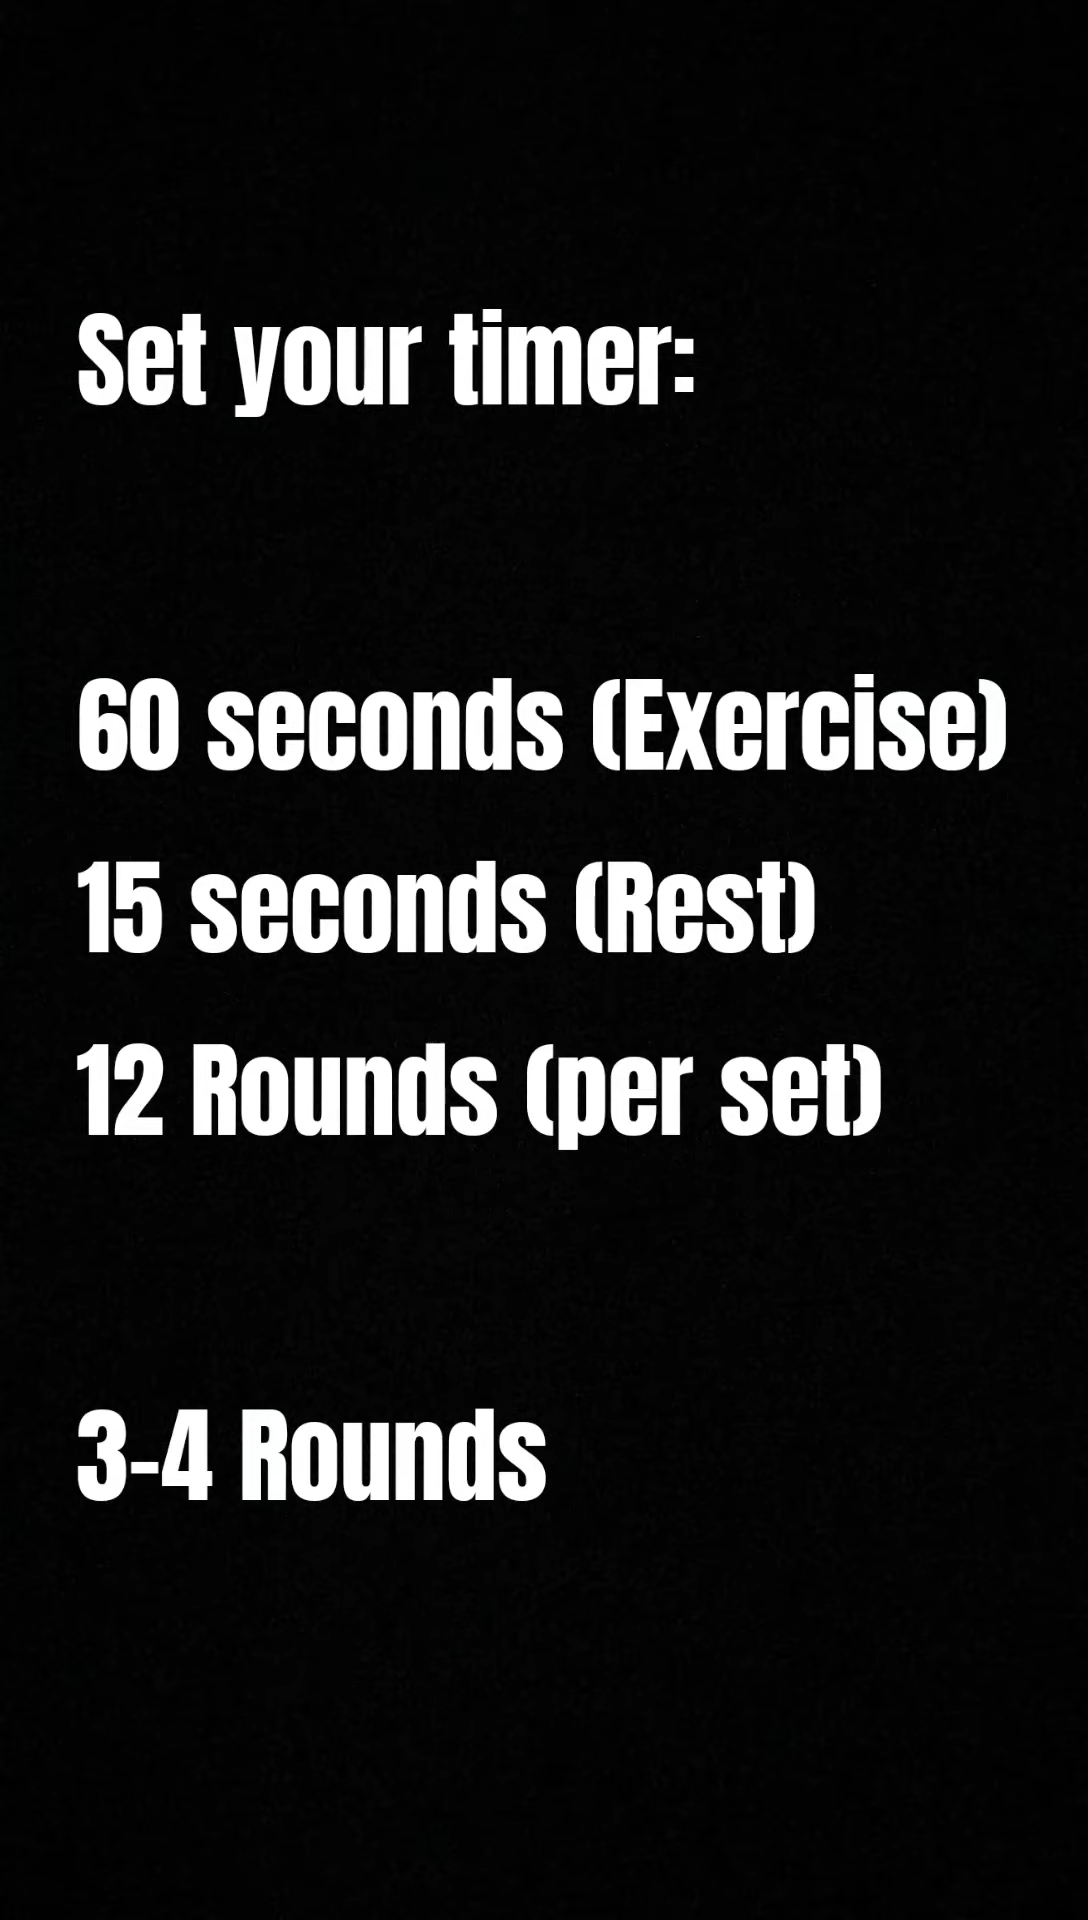 Set your timer:
60 seconds (Exercise)
15 seconds (Rest)
12 Rounds (per set)
3-4 Rounds